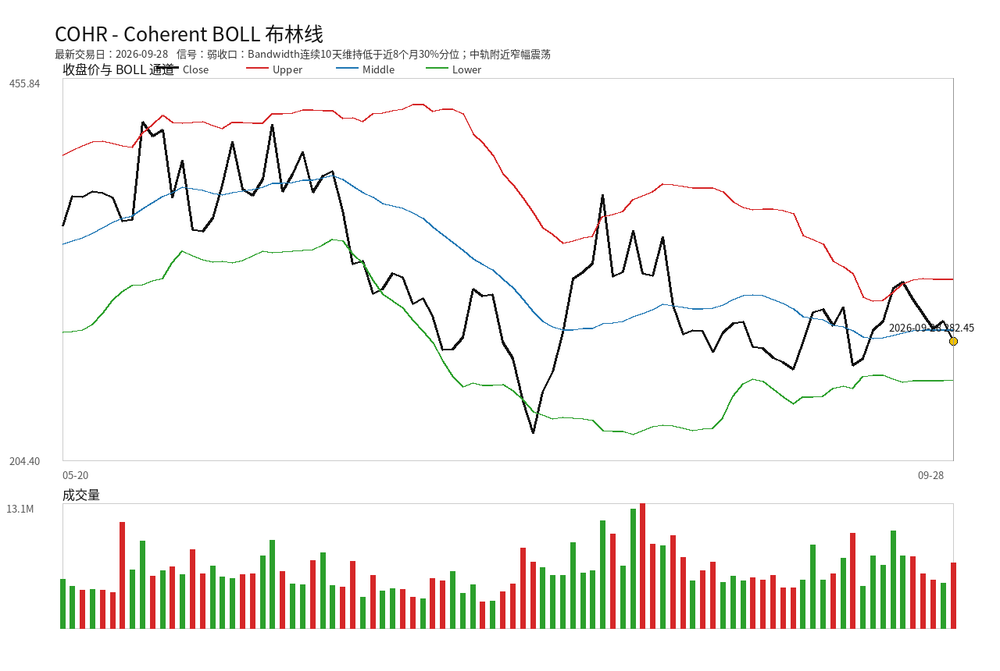 COHR - Coherent BOLL 布林线
最新交易日：2026-09-28 信号：弱收口：Bandwidth连续10天维持低于近8个月30%分位；中轨附近窄幅震荡
收盘价与 BOLL 通道 Close Upper Middle Lower
455.84
2026-09-28 282.45
204.40
05-20 09-28
成交量
13.1M